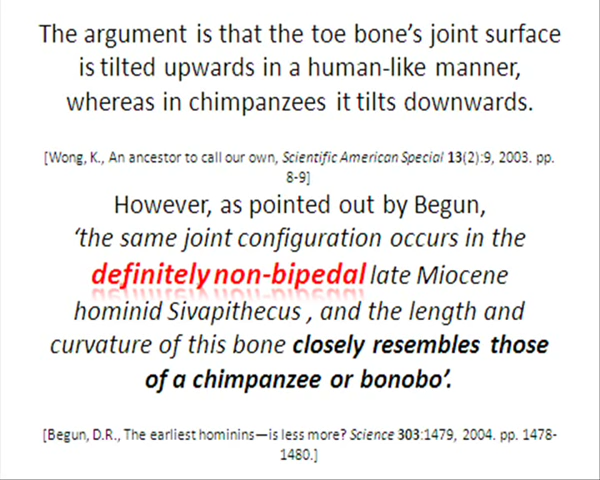 The argument is that the toe bone's joint surface
is tilted upwards in a human-like manner,
whereas in chimpanzees it tilts downwards.
[Wong, K., An ancestor to call our own, Scientific American Special 13(2):9, 2003. pp.
8-9]
However, as pointed out by Begun,
‘the same joint configuration occurs in the
definitely non-bipedal late Miocene
hominid Sivapithecus , and the length and
curvature of this bone closely resembles those
of a chimpanzee or bonobo’.
[Begun, D.R., The earliest hominins—is less more? Science 303:1479, 2004. pp. 1478-
1480.]